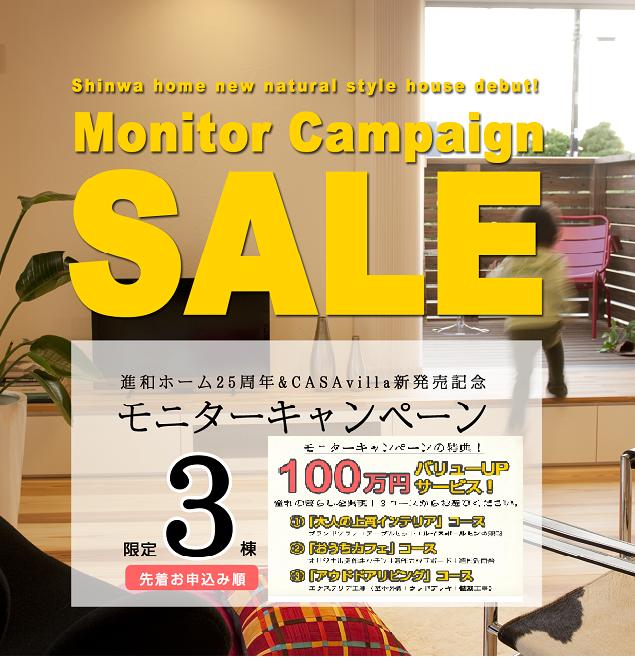 Shinwa home new natural style house debut!
Monitor Campaign
SALE
進和ホーム25周年&CASAvilla新発売記念
モニターキャンペーン
限定3棟
先着お申込み順
モニターキャンペーンの特典!
100万円バリューUPサービス!
①「大人の上質インテリア」コース
②「おうちカフェ」コース
③「アウトドアリビング」コース